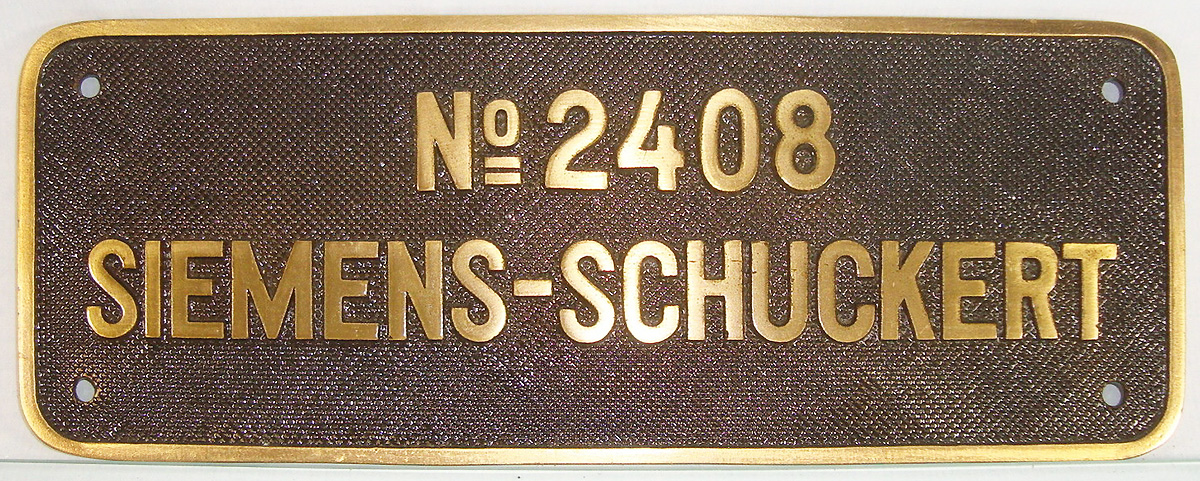 Nº 2408
SIEMENS-SCHUCKERT